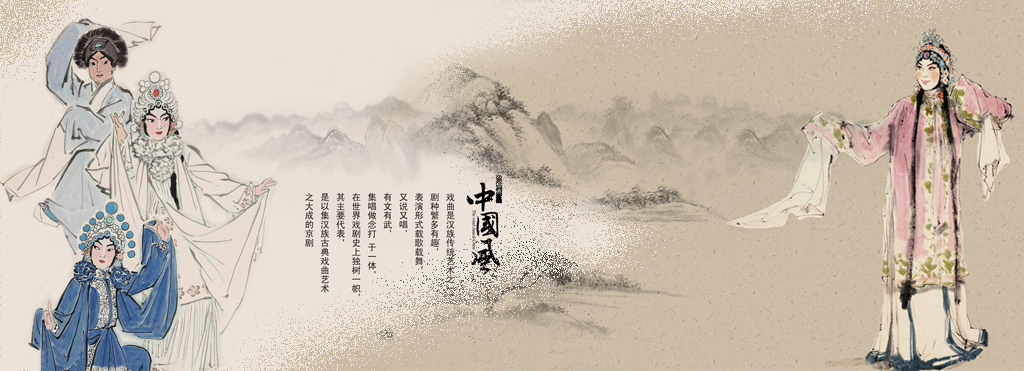 中國風
戏曲是汉族传统艺术之一
剧种繁多有趣，
表演形式载歌载舞，
又说又唱，
有文有武，
集唱做念打 于一体，
在世界戏剧史上独树一帜，
其主要代表，
是以集汉族古典戏曲艺术
之大成的京剧